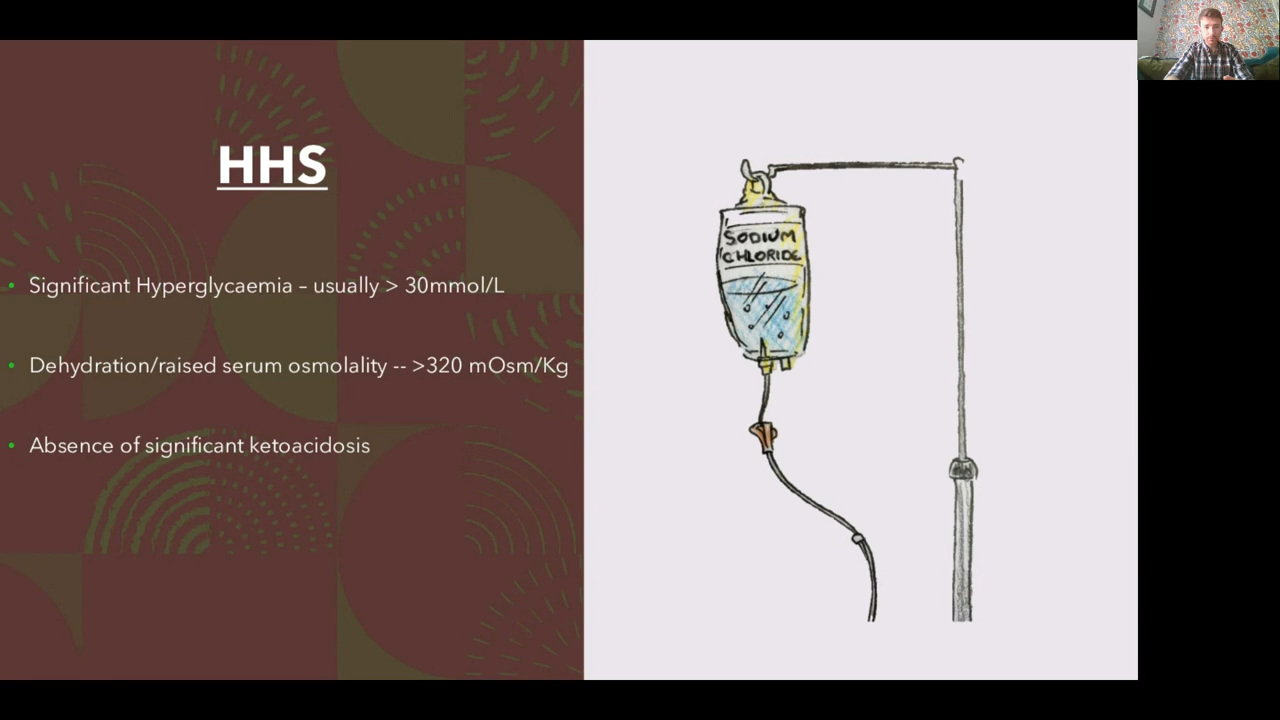 HHS
Significant Hyperglycaemia – usually > 30mmol/L
Dehydration/raised serum osmolality -- >320 mOsm/Kg
Absence of significant ketoacidosis
SODIUM
CHLORIDE